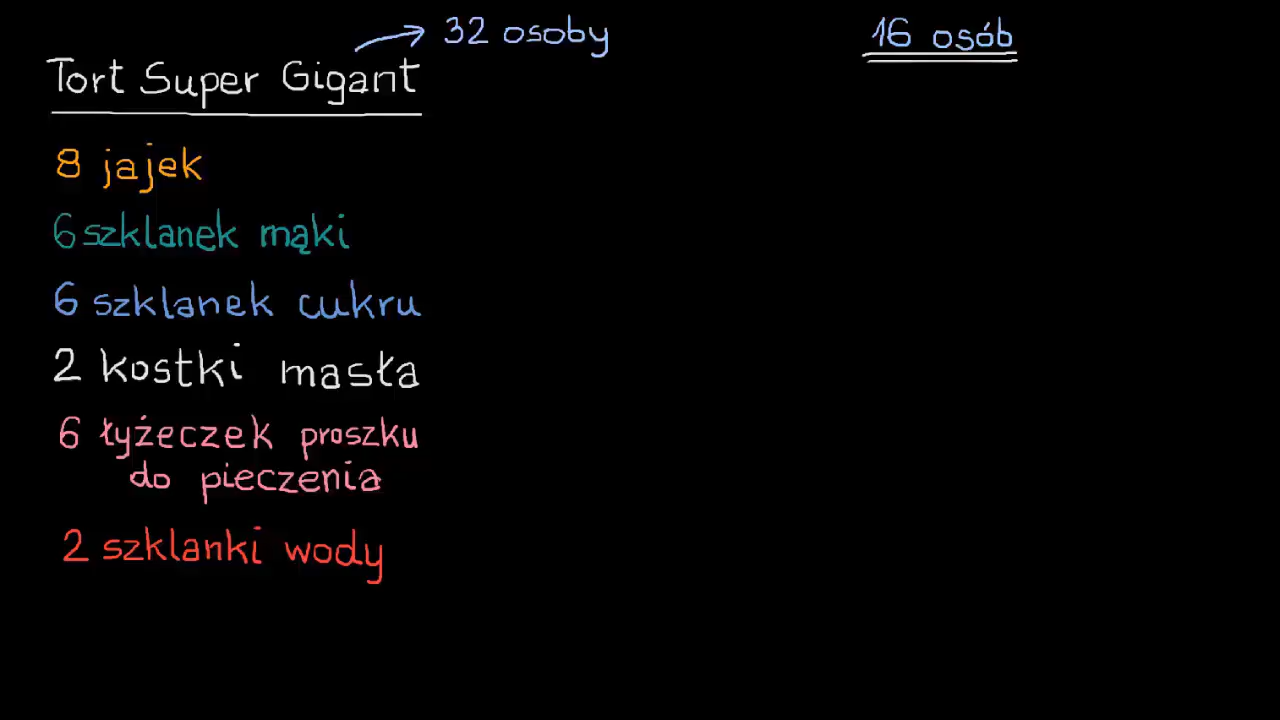 32 osoby
16 osób
Tort Super Gigant
8 jajek
6 szklanek mąki
6 szklanek cukru
2 kostki masła
6 łyżeczek proszku
do pieczenia
2 szklanki wody